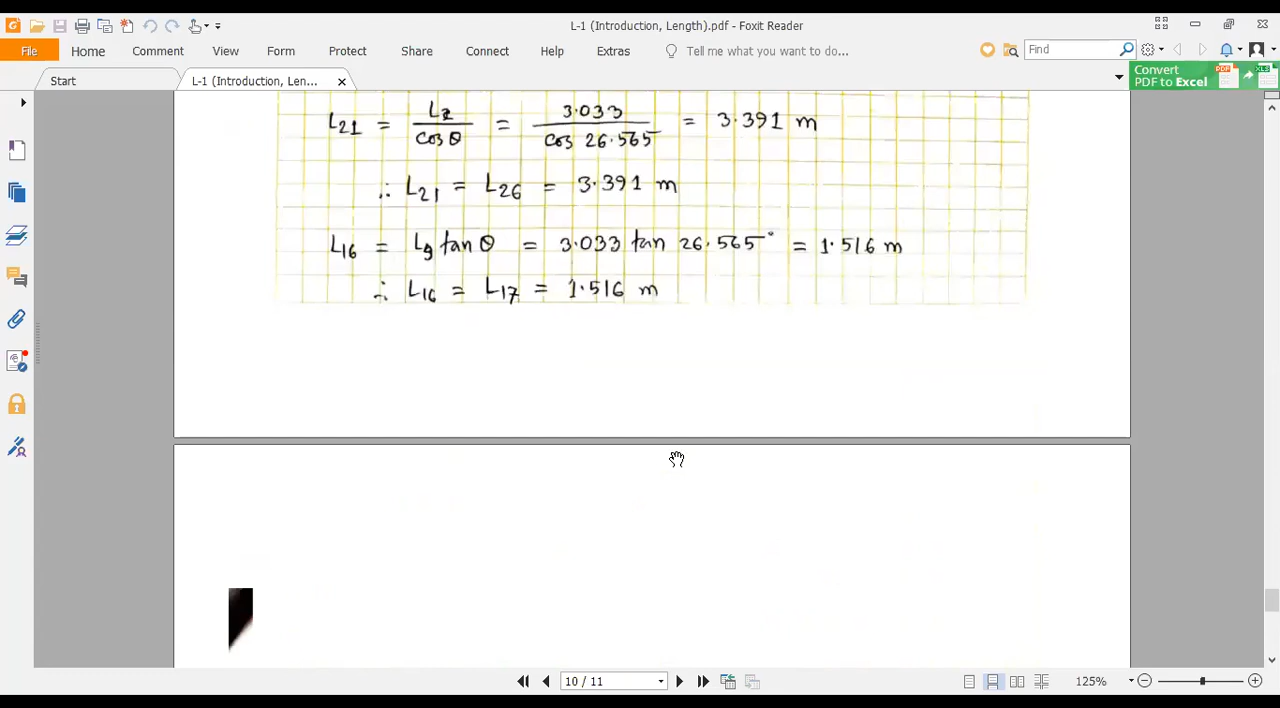 L-1 (Introduction, Length).pdf - Foxit Reader
File Home Comment View Form Protect Share Connect Help Extras Tell me what you want to do... Find
Start L-1 (Introduction, Len...
Convert
PDF to Excel
L21 = L2 / cosθ = 3.033 / cos 26.565 = 3.391 m
∴ L21 = L26 = 3.391 m
L16 = L9 tan θ = 3.033 tan 26.565° = 1.516 m
∴ L16 = L17 = 1.516 m
10 / 11
125%